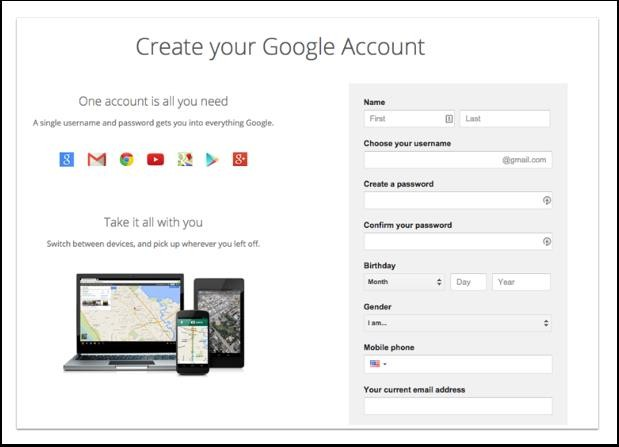 Create your Google Account
One account is all you need
A single username and password gets you into everything Google.
Take it all with you
Switch between devices, and pick up wherever you left off.
Name
First Last
Choose your username
@gmail.com
Create a password
Confirm your password
Birthday
Month Day Year
Gender
I am...
Mobile phone
Your current email address